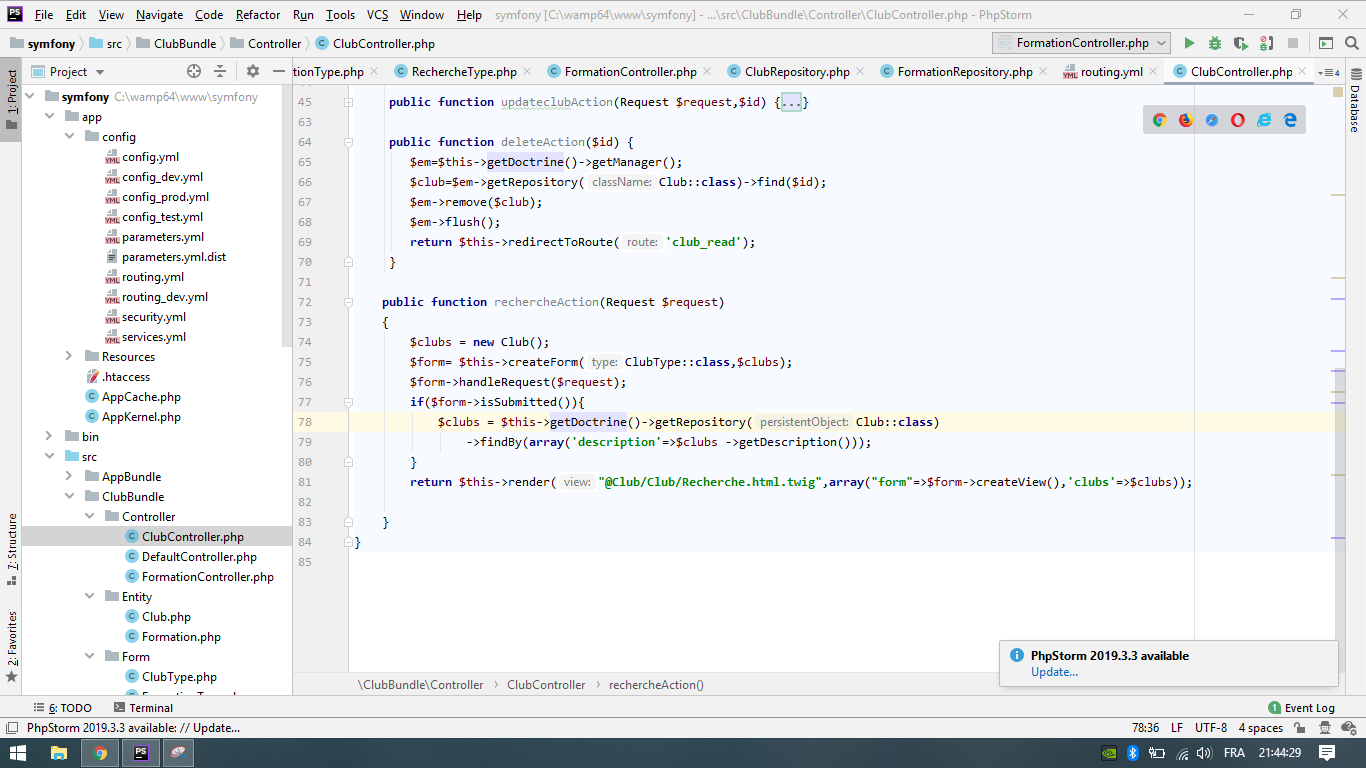 PS File Edit View Navigate Code Refactor Run Tools VCS Window Help symfony [C:\wamp64\www\symfony] - ...\src\ClubBundle\Controller\ClubController.php - PhpStorm
symfony src ClubBundle Controller ClubController.php FormationController.php
Project tionType.php RechercheType.php FormationController.php ClubRepository.php FormationRepository.php routing.yml ClubController.php 4
1: Project
7: Structure
2: Favorites
symfony C:\wamp64\www\symfony
app
config
config.yml
config_dev.yml
config_prod.yml
config_test.yml
parameters.yml
parameters.yml.dist
routing.yml
routing_dev.yml
security.yml
services.yml
Resources
.htaccess
AppCache.php
AppKernel.php
bin
src
AppBundle
ClubBundle
Controller
ClubController.php
DefaultController.php
FormationController.php
Entity
Club.php
Formation.php
Form
ClubType.php
45 public function updateclubAction(Request $request,$id) {...}
63
64 public function deleteAction($id) {
65 $em=$this->getDoctrine()->getManager();
66 $club=$em->getRepository( className: Club::class)->find($id);
67 $em->remove($club);
68 $em->flush();
69 return $this->redirectToRoute( route: 'club_read');
70 }
71
72 public function rechercheAction(Request $request)
73 {
74 $clubs = new Club();
75 $form= $this->createForm( type: ClubType::class,$clubs);
76 $form->handleRequest($request);
77 if($form->isSubmitted()){
78 $clubs = $this->getDoctrine()->getRepository( persistentObject: Club::class)
79 ->findBy(array('description'=>$clubs ->getDescription()));
80 }
81 return $this->render( view: "@Club/Club/Recherche.html.twig",array("form"=>$form->createView(),'clubs'=>$clubs));
82
83 }
84 }
85
Database
PhpStorm 2019.3.3 available
Update...
\ClubBundle\Controller ClubController rechercheAction()
6: TODO Terminal 1 Event Log
PhpStorm 2019.3.3 available: // Update... 78:36 LF UTF-8 4 spaces
PS FRA 21:44:29